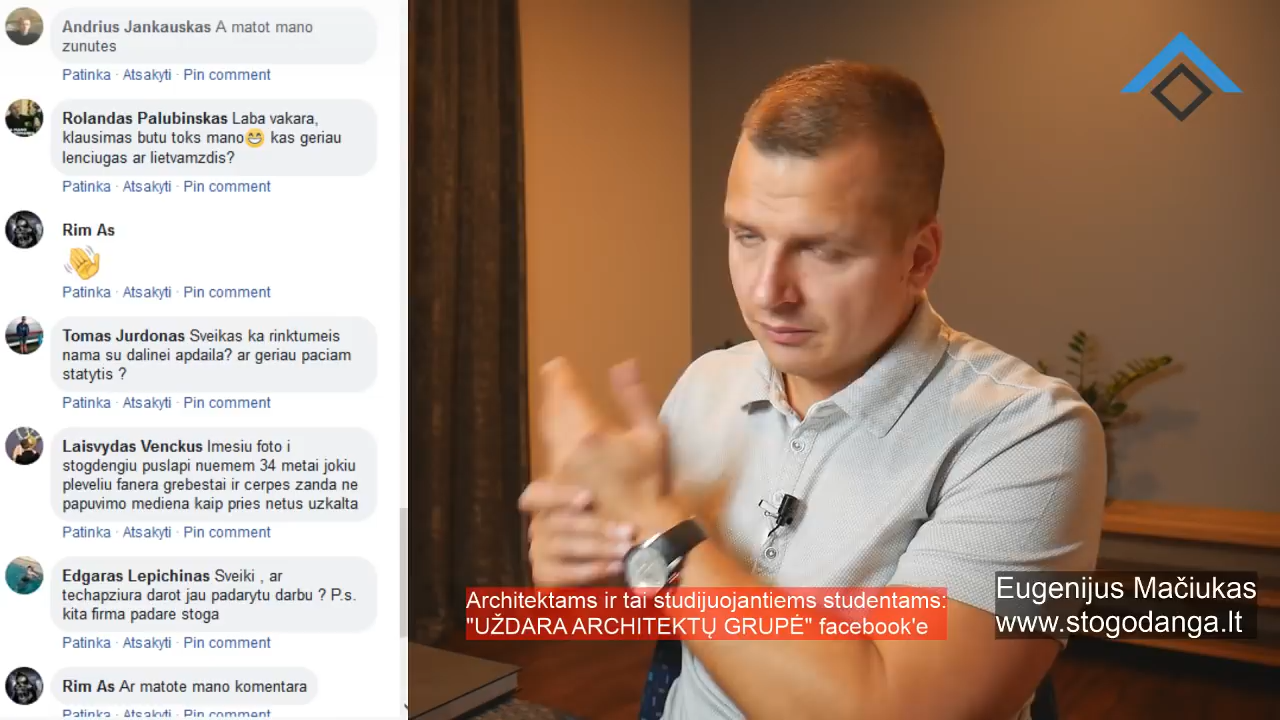 Andrius Jankauskas A matot mano
zunutes
Patinka · Atsakyti · Pin comment
Rolandas Palubinskas Laba vakara,
klausimas butu toks mano😁 kas geriau
lenciugas ar lietvamzdis?
Patinka · Atsakyti · Pin comment
Rim As
👋
Patinka · Atsakyti · Pin comment
Tomas Jurdonas Sveikas ka rinktumeis
nama su dalinei apdaila? ar geriau paciam
statytis ?
Patinka · Atsakyti · Pin comment
Laisvydas Venckus Imesiu foto i
stogdengiu puslapi nuemem 34 metai jokiu
pleveliu fanera grebestai ir cerpes zanda ne
papuvimo mediena kaip pries netus uzkalta
Patinka · Atsakyti · Pin comment
Edgaras Lepichinas Sveiki , ar
techapziura darot jau padarytu darbu ? P.s.
kita firma padare stoga
Patinka · Atsakyti · Pin comment
Rim As Ar matote mano komentara
Patinka · Atsakyti · Pin comment
Architektams ir tai studijuojantiems studentams:
"UŽDARA ARCHITEKTŲ GRUPĖ" facebook'e
Eugenijus Mačiukas
www.stogodanga.lt